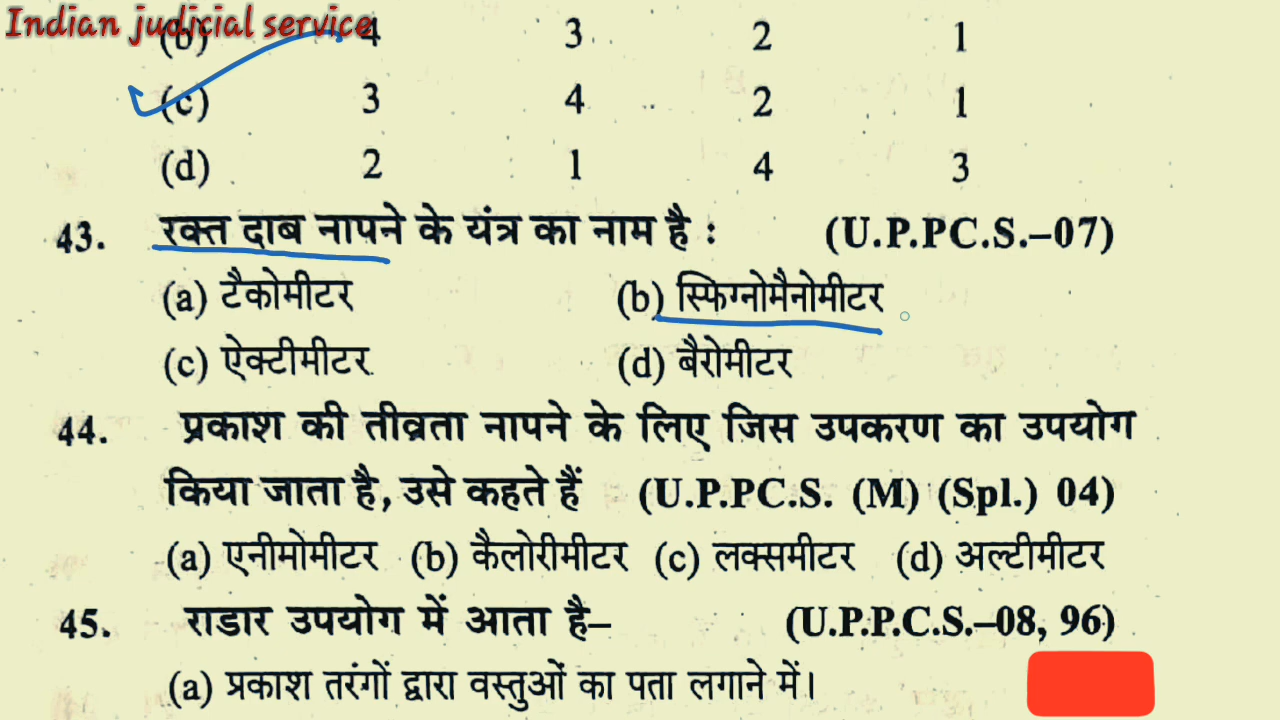 Indian judicial service
(b) 4 3 2 1
(c) 3 4 2 1
(d) 2 1 4 3
43. रक्त दाब नापने के यंत्र का नाम है : (U.P.PC.S.–07)
(a) टैकोमीटर (b) स्फिग्नोमैनोमीटर
(c) ऐक्टीमीटर (d) बैरोमीटर
44. प्रकाश की तीव्रता नापने के लिए जिस उपकरण का उपयोग
किया जाता है, उसे कहते हैं (U.P.PC.S. (M) (Spl.) 04)
(a) एनीमोमीटर (b) कैलोरीमीटर (c) लक्समीटर (d) अल्टीमीटर
45. राडार उपयोग में आता है– (U.P.P.C.S.–08, 96)
(a) प्रकाश तरंगों द्वारा वस्तुओं का पता लगाने में।